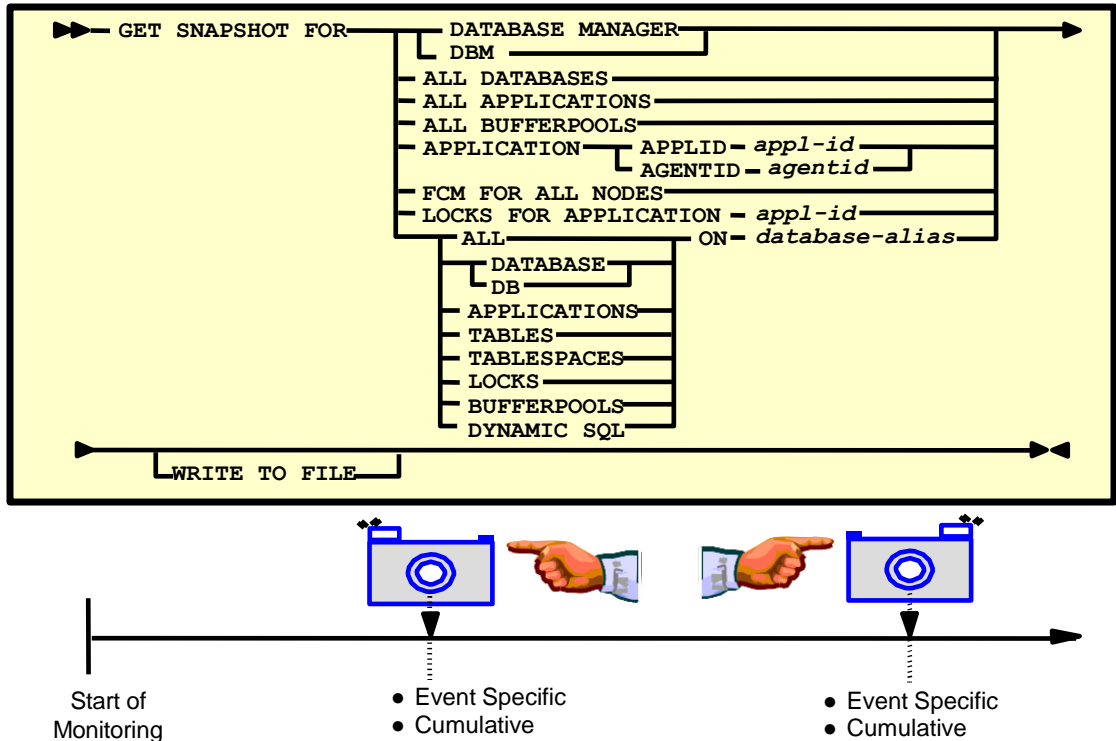 GET SNAPSHOT FOR DATABASE MANAGER
DBM
ALL DATABASES
ALL APPLICATIONS
ALL BUFFERPOOLS
APPLICATION APPLID appl-id
AGENTID agentid
FCM FOR ALL NODES
LOCKS FOR APPLICATION appl-id
ALL ON database-alias
DATABASE
DB
APPLICATIONS
TABLES
TABLESPACES
LOCKS
BUFFERPOOLS
DYNAMIC SQL
WRITE TO FILE
Start of
Monitoring
● Event Specific
● Cumulative
● Event Specific
● Cumulative